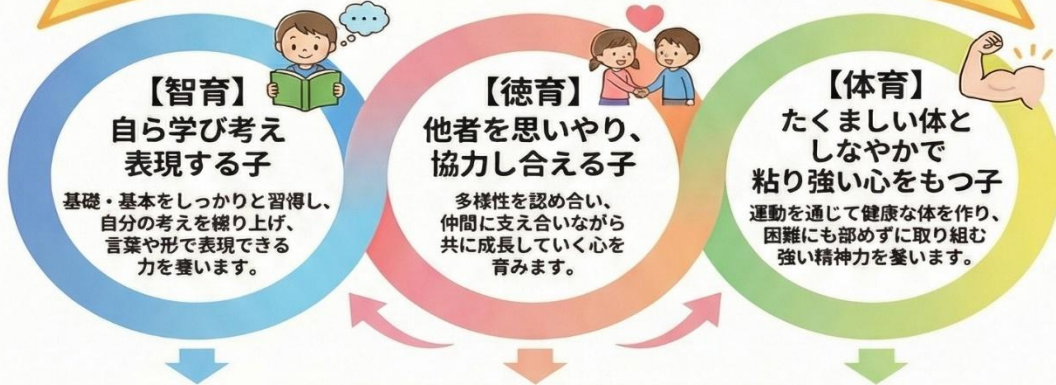 【智育】
自ら学び考え
表現する子
基礎・基本をしっかりと習得し、
自分の考えを練り上げ、
言葉や形で表現できる
力を養います。
【徳育】
他者を思いやり、
協力し合える子
多様性を認め合い、
仲間に支え合いながら
共に成長していく心を
育みます。
【体育】
たくましい体と
しなやかで
粘り強い心をもつ子
運動を通じて健康な体を作り、
困難にも部めずに取り組む
強い精神力を います。